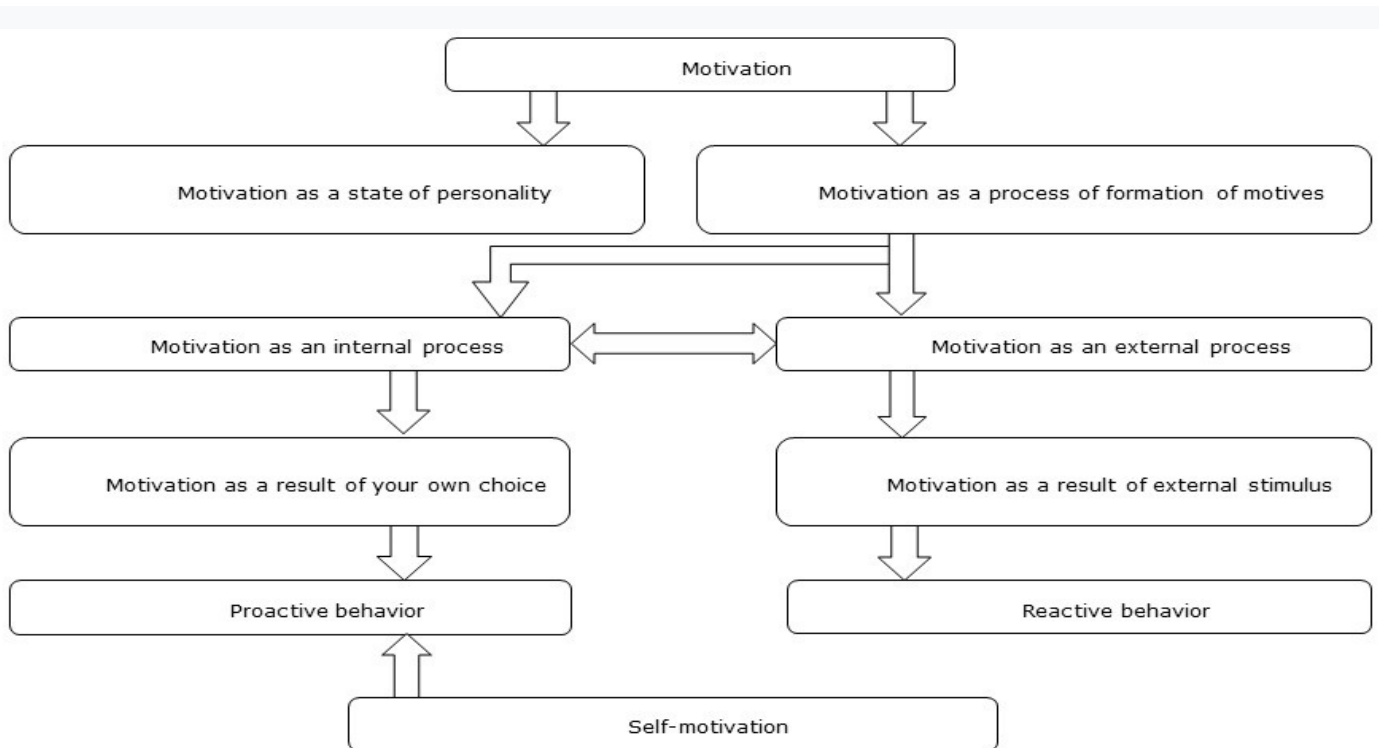 Motivation
Motivation as a state of personality
Motivation as a process of formation of motives
Motivation as an internal process
Motivation as an external process
Motivation as a result of your own choice
Motivation as a result of external stimulus
Proactive behavior
Reactive behavior
Self-motivation